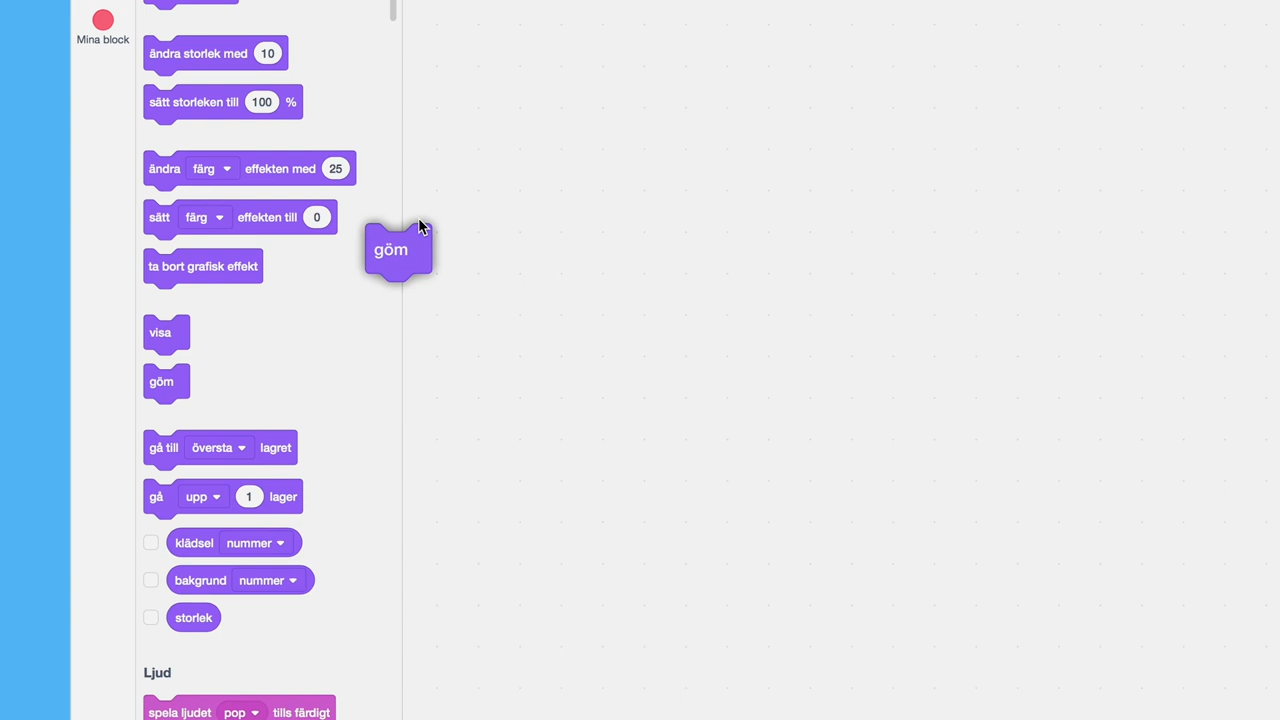 Mina block
ändra storlek med 10
sätt storleken till 100 %
ändra färg effekten med 25
sätt färg effekten till 0
göm
ta bort grafisk effekt
visa
göm
gå till översta lagret
gå upp 1 lager
klädsel nummer
bakgrund nummer
storlek
Ljud
spela ljudet pop tills färdigt